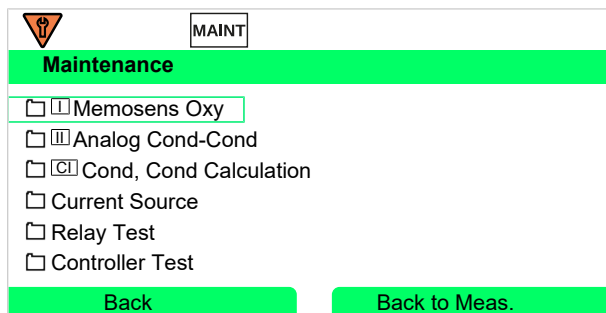 MAINT
Maintenance
I Memosens Oxy
II Analog Cond-Cond
CI Cond, Cond Calculation
Current Source
Relay Test
Controller Test
Back Back to Meas.